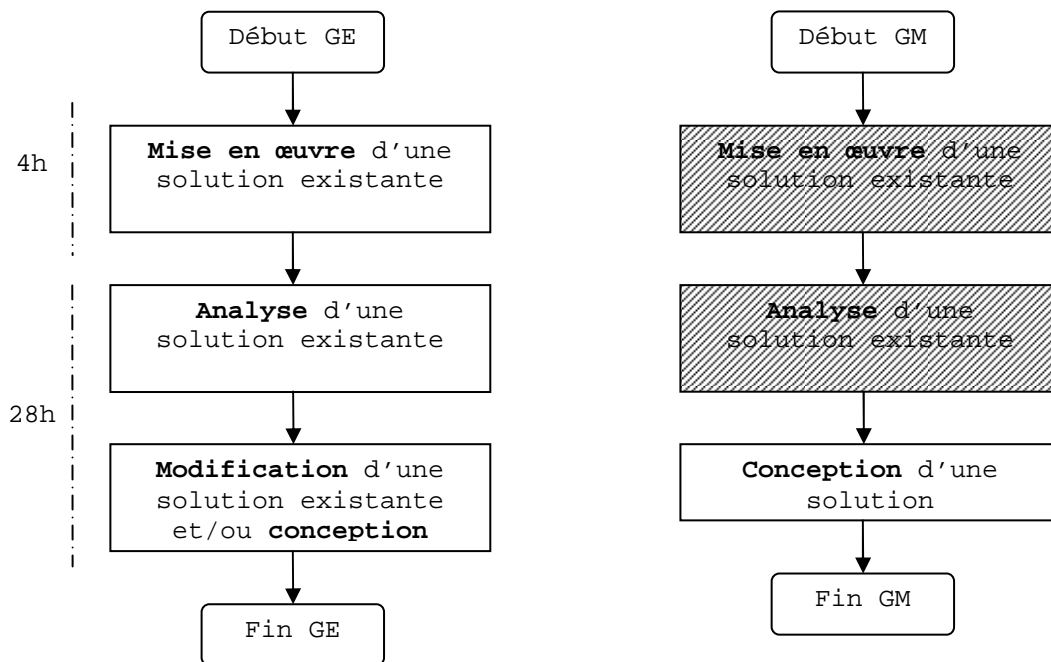 Début GE
4h
Mise en œuvre d’une
solution existante
Analyse d’une
solution existante
28h
Modification d’une
solution existante
et/ou conception
Fin GE
Début GM
Mise en œuvre d’une
solution existante
Analyse d’une
solution existante
Conception d’une
solution
Fin GM